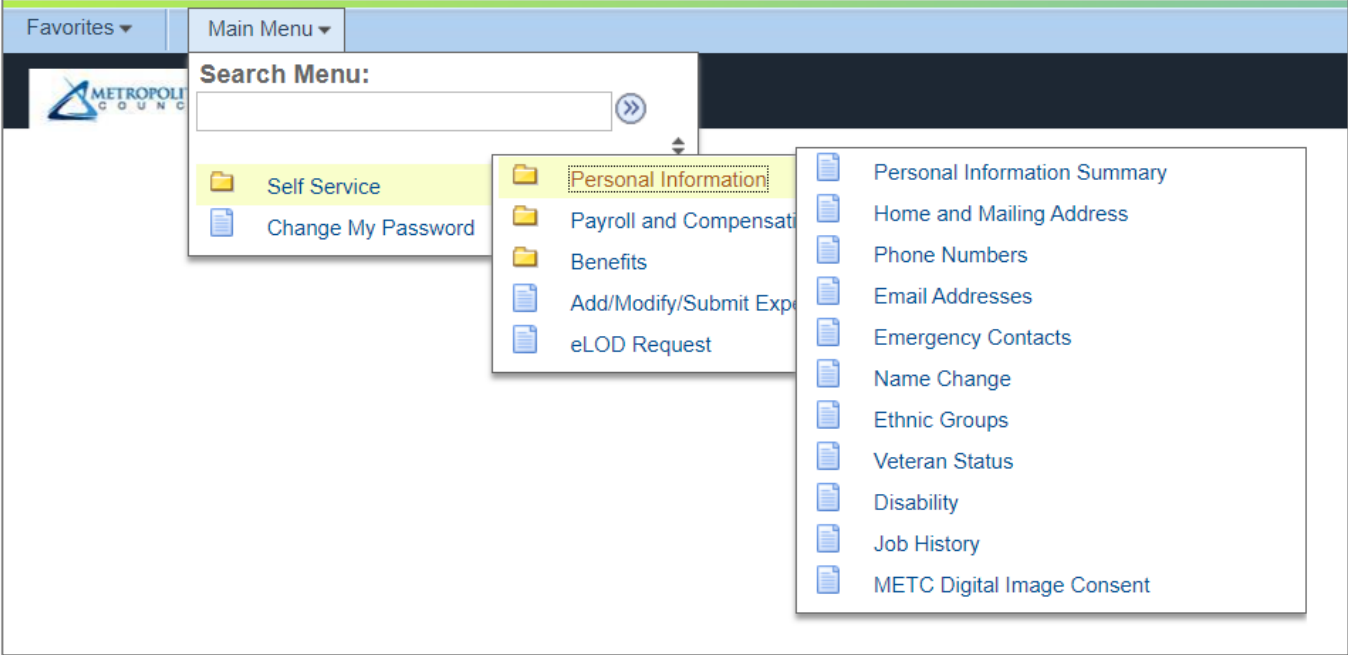 Favorites
Main Menu
Search Menu:
METROPOLI
COUNC
Self Service
Change My Password
Personal Information
Payroll and Compensati
Benefits
Add/Modify/Submit Expe
eLOD Request
Personal Information Summary
Home and Mailing Address
Phone Numbers
Email Addresses
Emergency Contacts
Name Change
Ethnic Groups
Veteran Status
Disability
Job History
METC Digital Image Consent